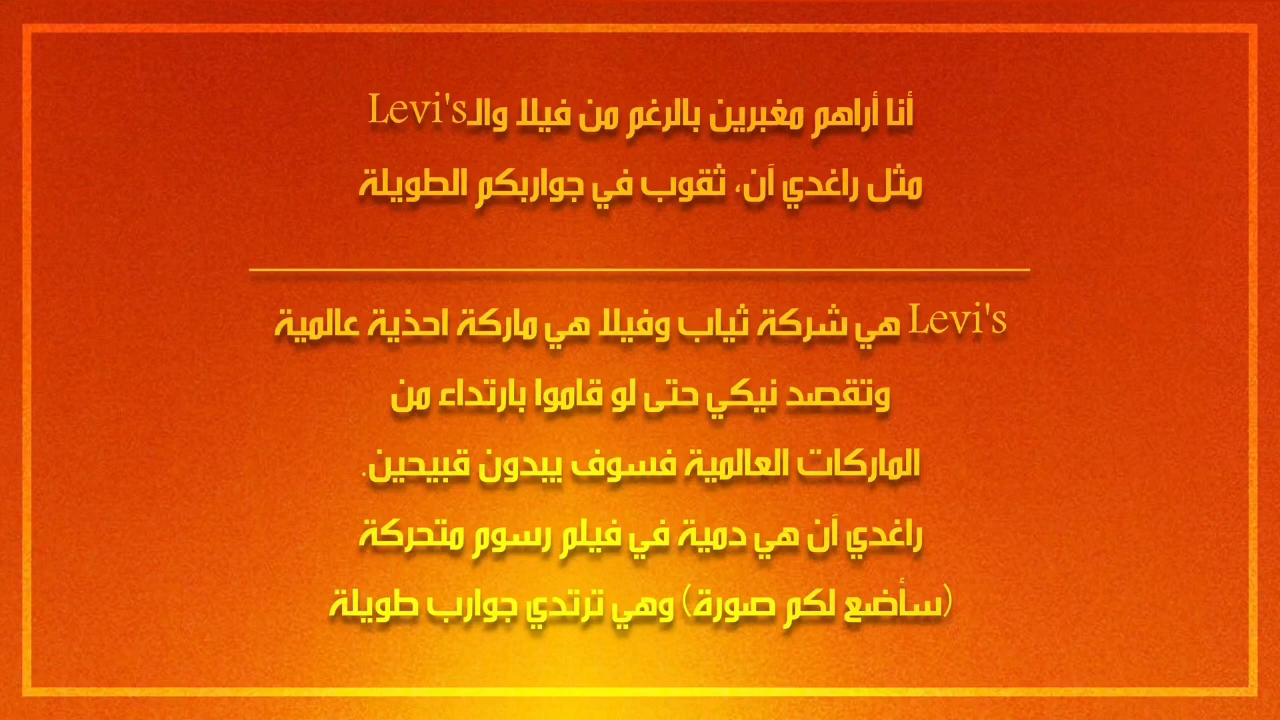 أنا أراهم مغبرين بالرغم من فيلا والـLevi's
مثل راغدي آن، ثقوب في جواربكم الطويلة
Levi's هي شركة ثياب وفيلا هي ماركة احذية عالمية
وتقصد نيكي حتى لو قاموا بارتداء من
الماركات العالمية فسوف يبدون قبيحين.
راغدي آن هي دمية في فيلم رسوم متحركة
(سأضع لكم صورة) وهي ترتدي جوارب طويلة